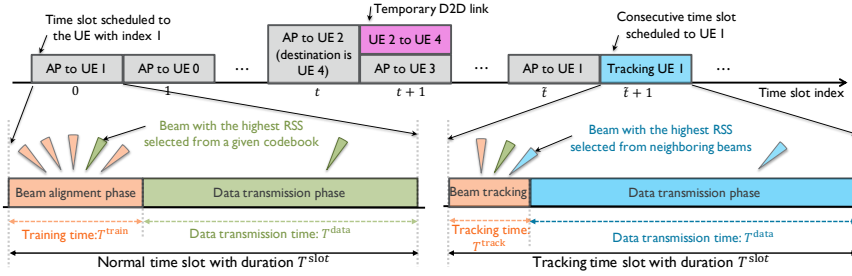 Time slot scheduled to
the UE with index 1
Temporary D2D link
Consecutive time slot
scheduled to UE 1
AP to UE 1
AP to UE 0
...
AP to UE 2
(destination is
UE 4)
UE 2 to UE 4
AP to UE 3
...
AP to UE 1
Tracking UE 1
...
0
1
t
t + 1
t̃
t̃ + 1
Time slot index
Beam with the highest RSS
selected from a given codebook
Beam with the highest RSS
selected from neighboring beams
Beam alignment phase
Data transmission phase
Beam tracking
Data transmission phase
Training time:T^train
Data transmission time: T^data
Tracking time:
T^track
Data transmission time: T^data
Normal time slot with duration T^slot
Tracking time slot with duration T^slot